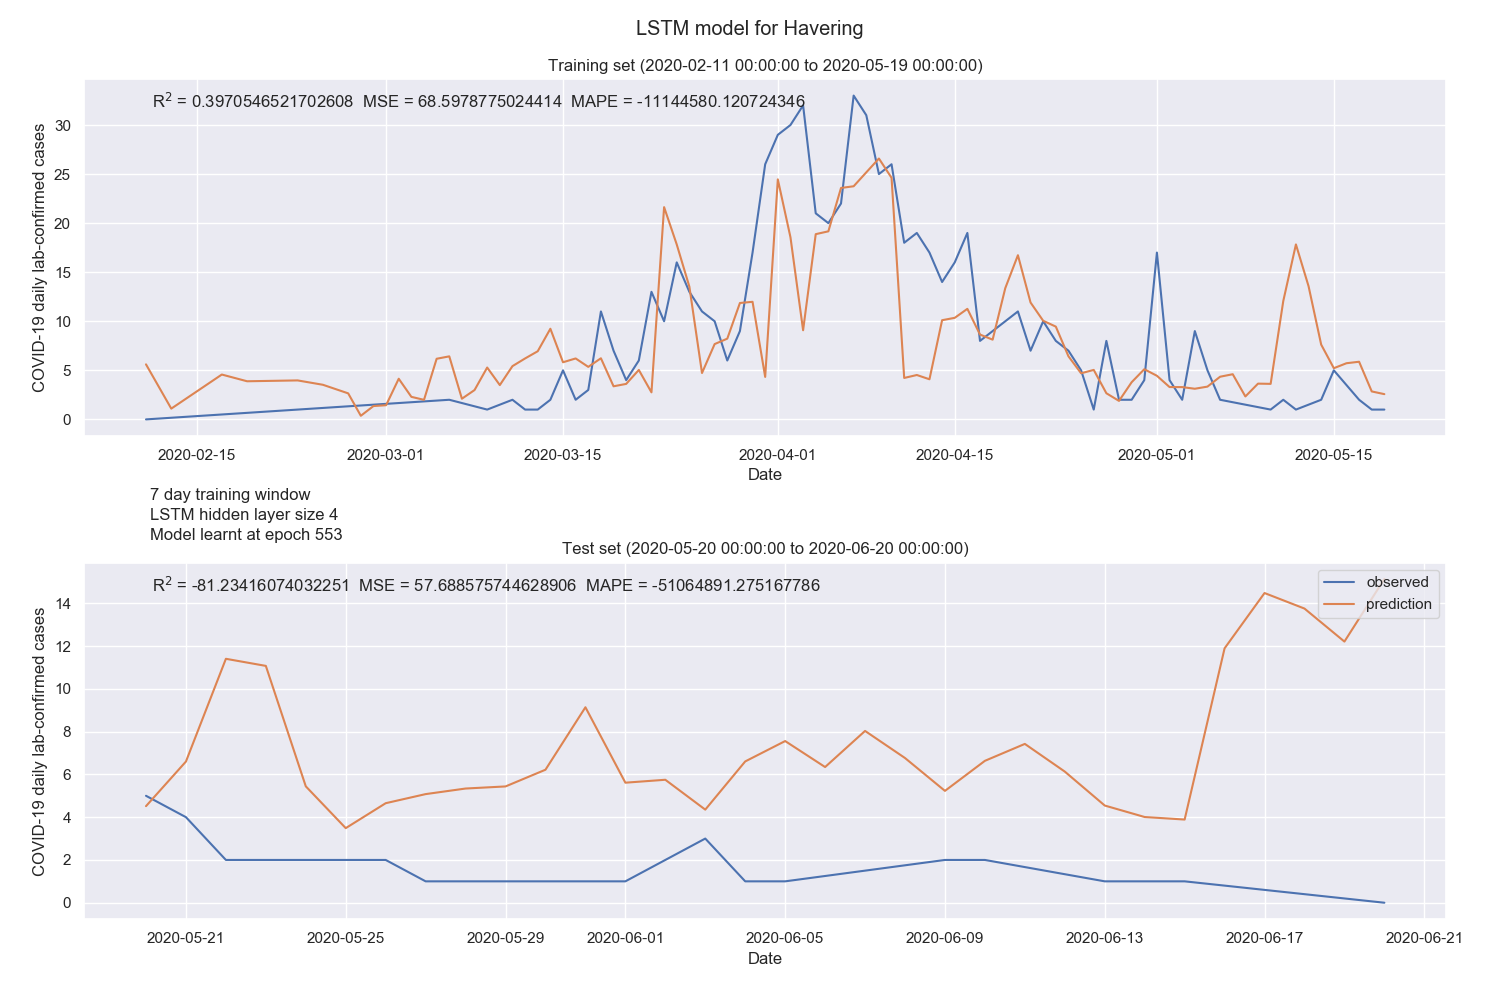 LSTM model for Havering
Training set (2020-02-11 00:00:00 to 2020-05-19 00:00:00)
R² = 0.3970546521702608 MSE = 68.5978775024414 MAPE = -11144580.120724346
COVID-19 daily lab-confirmed cases
30
25
20
15
10
5
0
2020-02-15 2020-03-01 2020-03-15 2020-04-01 2020-04-15 2020-05-01 2020-05-15
Date
7 day training window
LSTM hidden layer size 4
Model learnt at epoch 553
Test set (2020-05-20 00:00:00 to 2020-06-20 00:00:00)
R² = -81.23416074032251 MSE = 57.688575744628906 MAPE = -51064891.275167786
observed
prediction
COVID-19 daily lab-confirmed cases
14
12
10
8
6
4
2
0
2020-05-21 2020-05-25 2020-05-29 2020-06-01 2020-06-05 2020-06-09 2020-06-13 2020-06-17 2020-06-21
Date